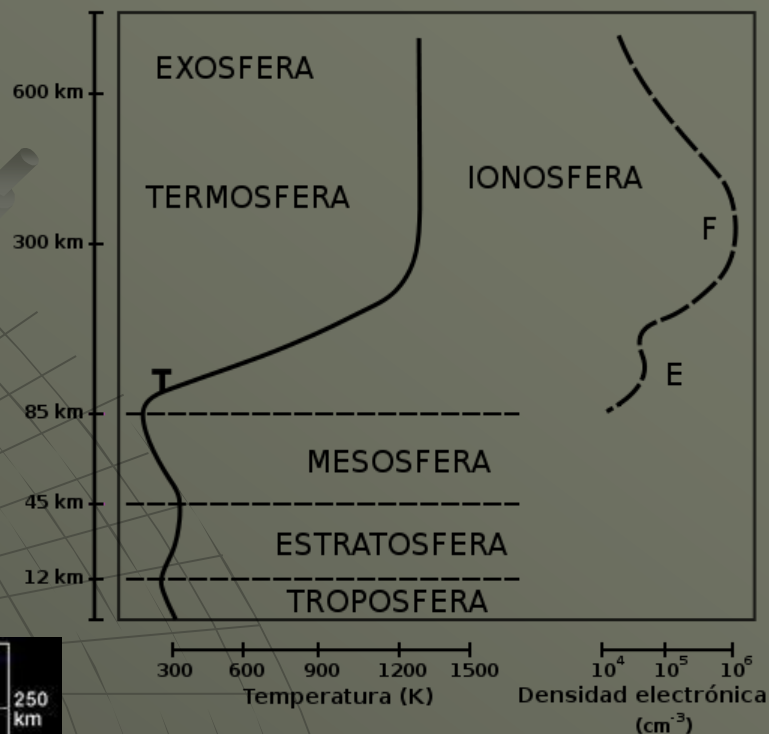 EXOSFERA
600 km
TERMOSFERA
IONOSFERA
300 km
F
T
E
85 km
MESOSFERA
45 km
ESTRATOSFERA
12 km
TROPOSFERA
300 600 900 1200 1500
Temperatura (K)
10⁴ 10⁵ 10⁶
Densidad electrónica
(cm⁻³)
250
km